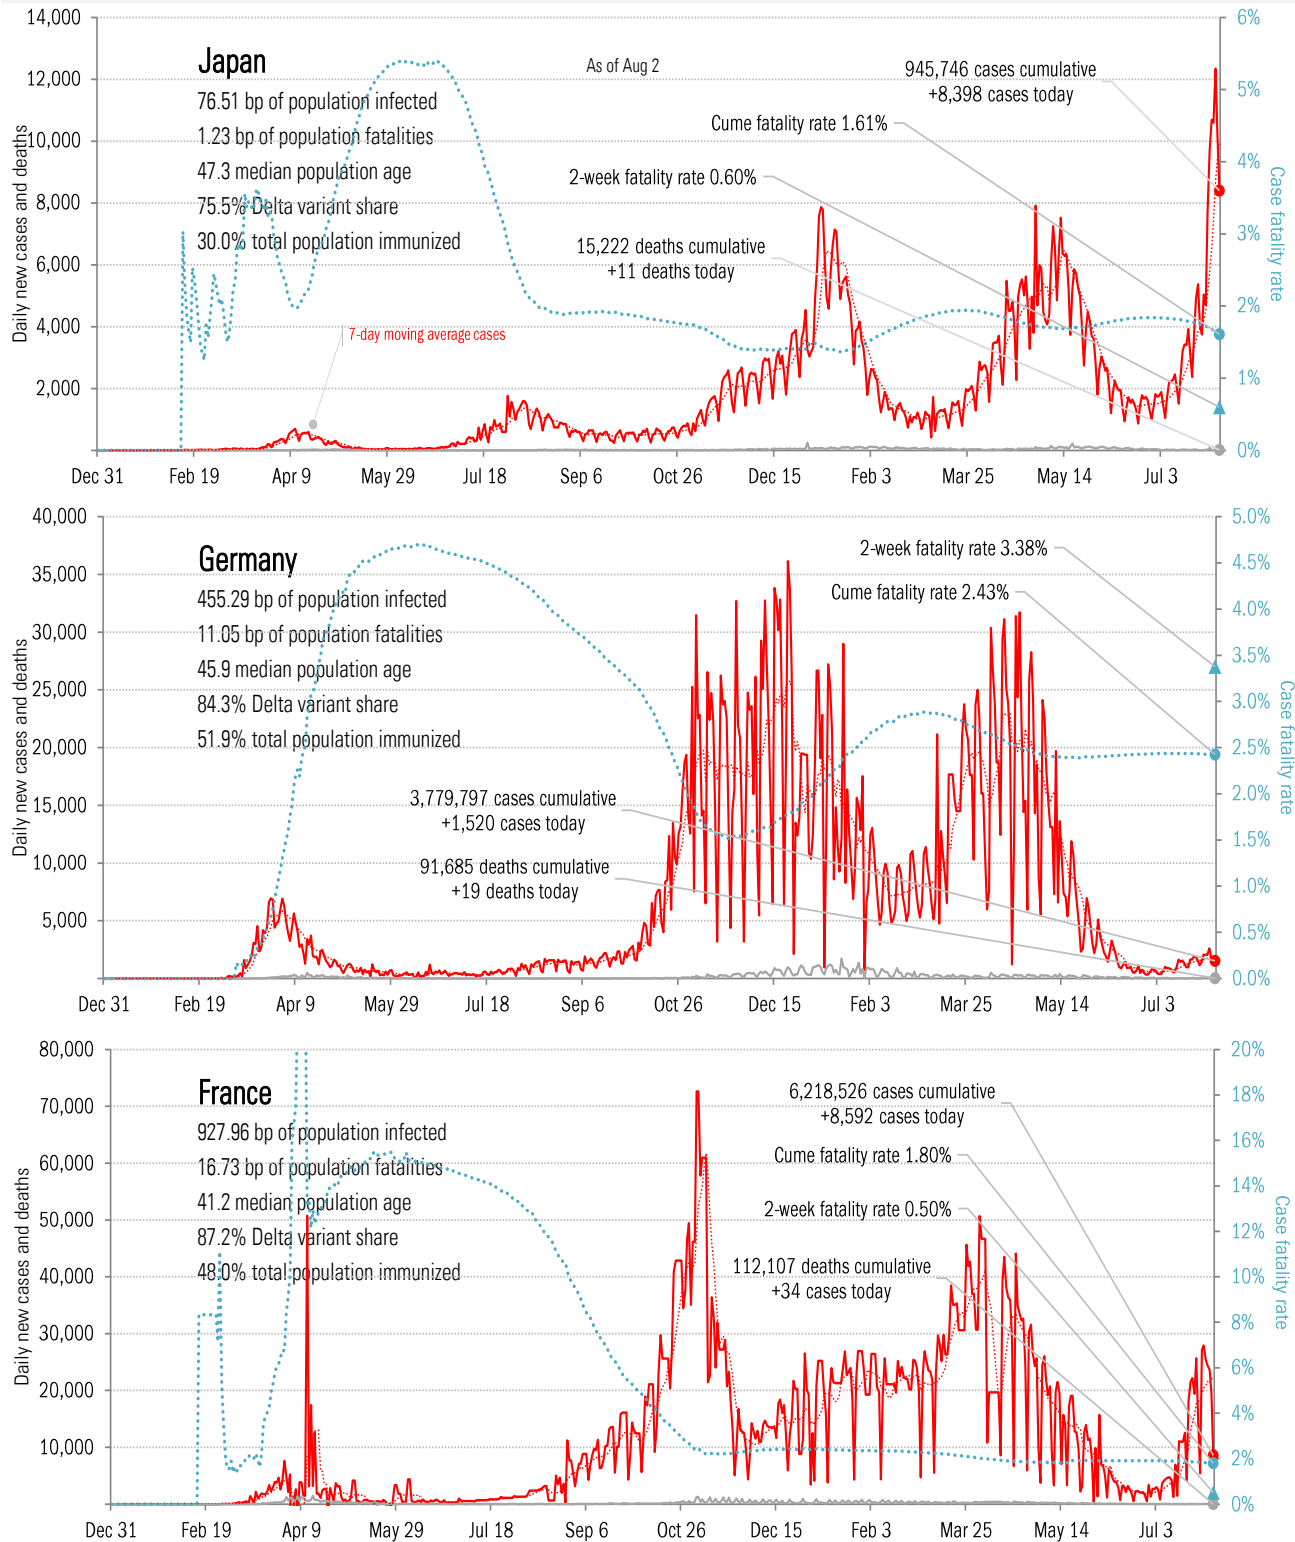 14,000
12,000
10,000
8,000
6,000
4,000
2,000
Daily new cases and deaths
6%
5%
4%
3%
2%
1%
0%
Case fatality rate
Japan
76.51 bp of population infected
1.23 bp of population fatalities
47.3 median population age
75.5% Delta variant share
30.0% total population immunized
As of Aug 2
945,746 cases cumulative
+8,398 cases today
Cume fatality rate 1.61%
2-week fatality rate 0.60%
15,222 deaths cumulative
+11 deaths today
7-day moving average cases
Dec 31 Feb 19 Apr 9 May 29 Jul 18 Sep 6 Oct 26 Dec 15 Feb 3 Mar 25 May 14 Jul 3
40,000
35,000
30,000
25,000
20,000
15,000
10,000
5,000
Daily new cases and deaths
5.0%
4.5%
4.0%
3.5%
3.0%
2.5%
2.0%
1.5%
1.0%
0.5%
0.0%
Case fatality rate
Germany
455.29 bp of population infected
11.05 bp of population fatalities
45.9 median population age
84.3% Delta variant share
51.9% total population immunized
2-week fatality rate 3.38%
Cume fatality rate 2.43%
3,779,797 cases cumulative
+1,520 cases today
91,685 deaths cumulative
+19 deaths today
Dec 31 Feb 19 Apr 9 May 29 Jul 18 Sep 6 Oct 26 Dec 15 Feb 3 Mar 25 May 14 Jul 3
80,000
70,000
60,000
50,000
40,000
30,000
20,000
10,000
Daily new cases and deaths
20%
18%
16%
14%
12%
10%
8%
6%
4%
2%
0%
Case fatality rate
France
927.96 bp of population infected
16.73 bp of population fatalities
41.2 median population age
87.2% Delta variant share
48.0% total population immunized
6,218,526 cases cumulative
+8,592 cases today
Cume fatality rate 1.80%
2-week fatality rate 0.50%
112,107 deaths cumulative
+34 cases today
Dec 31 Feb 19 Apr 9 May 29 Jul 18 Sep 6 Oct 26 Dec 15 Feb 3 Mar 25 May 14 Jul 3